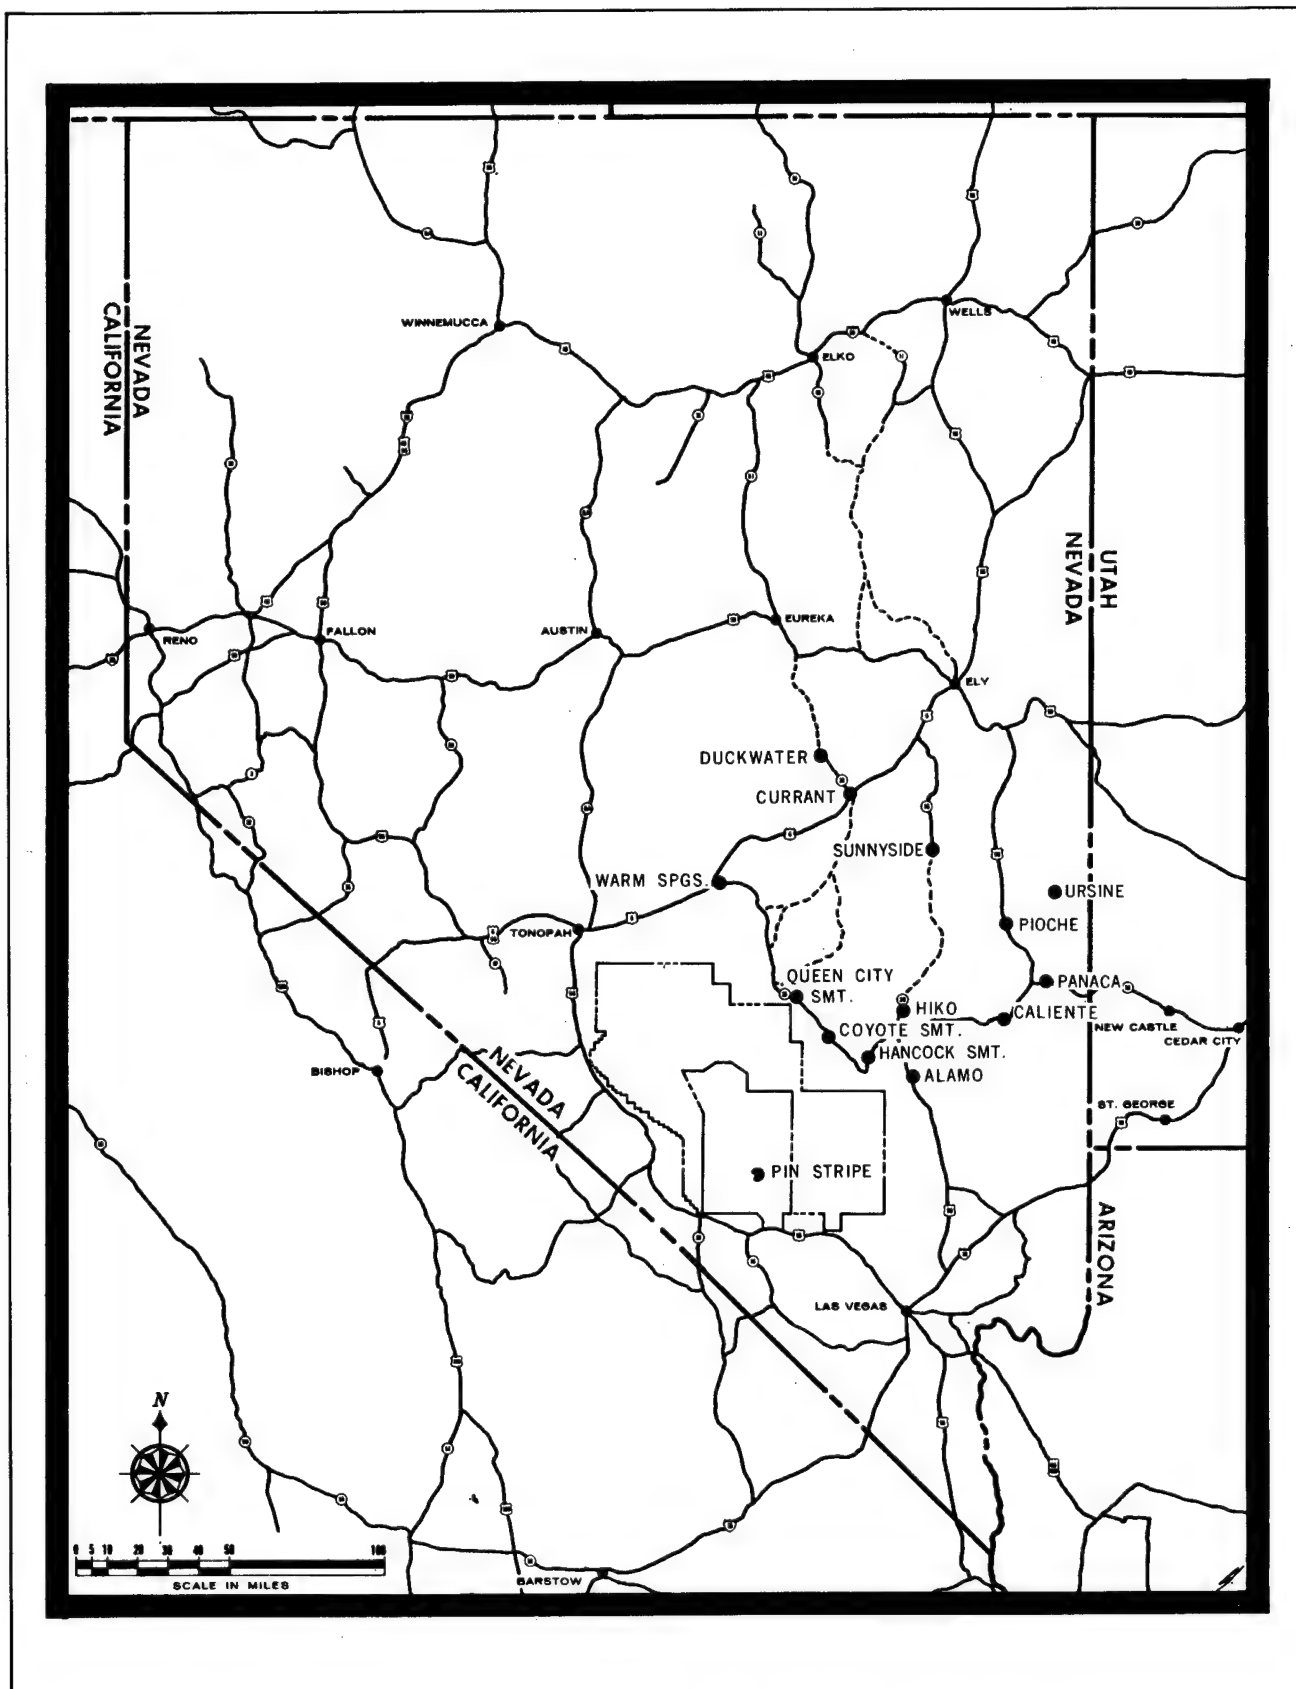 NEVADA
CALIFORNIA
WINNEMUCCA
WELLS
ELKO
UTAH
NEVADA
RENO
FALLON
AUSTIN
EUREKA
ELY
DUCKWATER
CURRANT
SUNNYSIDE
WARM SPGS.
URSINE
PIOCHE
TONOPAH
QUEEN CITY
SMT.
PANACA
HIKO
CALIENTE
COYOTE SMT.
NEW CASTLE
CEDAR CITY
HANCOCK SMT.
BISHOP
ALAMO
NEVADA
CALIFORNIA
ST. GEORGE
PIN STRIPE
ARIZONA
LAS VEGAS
N
0 5 10 20 30 40 50 100
SCALE IN MILES
BARSTOW